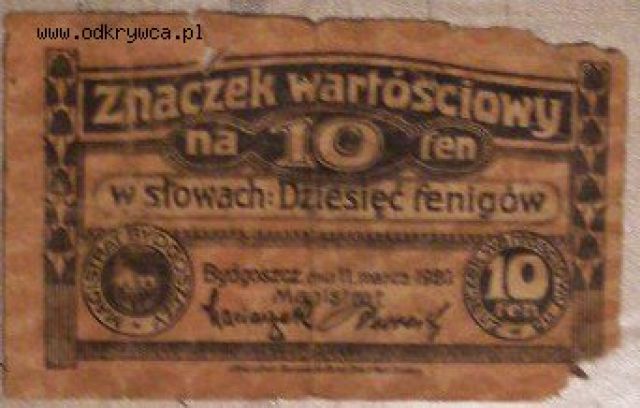 www.odkrywca.pl
Znaczek wartościowy
na 10 fen
w słowach: Dziesięć fenigów
Bydgoszcz, dnia 11. marca 1920
Magistrat
10
fen